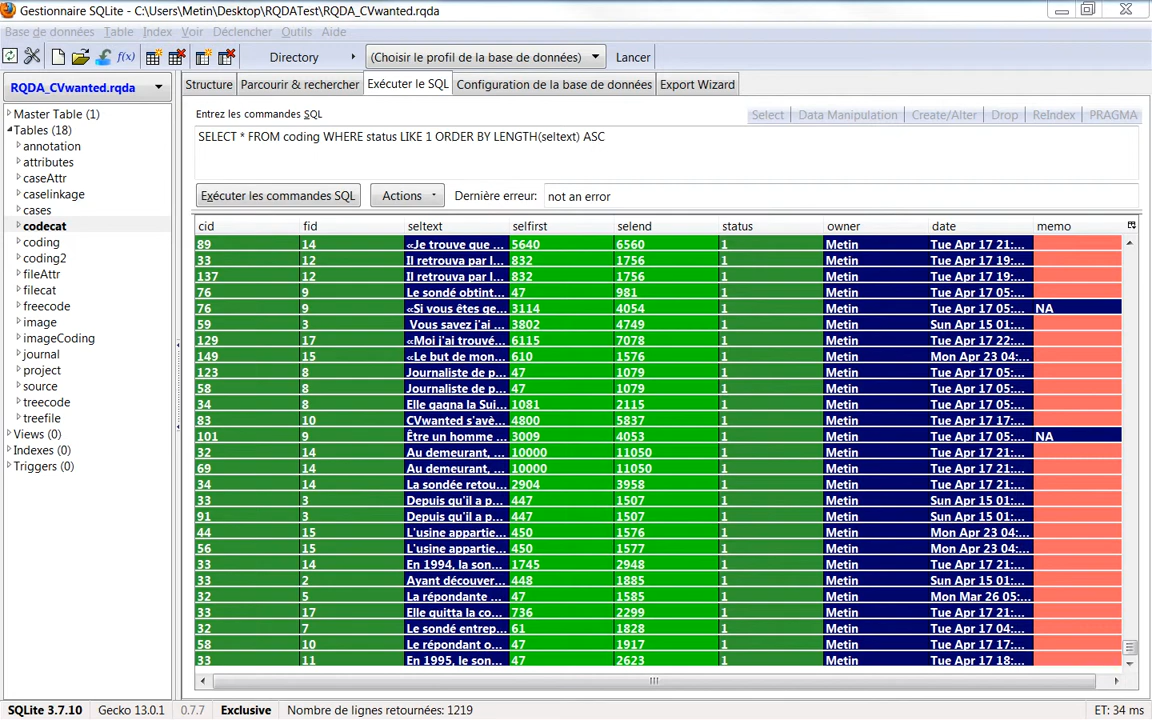 Gestionnaire SQLite - C:\Users\Metin\Desktop\RQDATest\RQDA_CVwanted.rqda
Base de données Table Index Voir Déclencher Outils Aide
f(x) Directory (Choisir le profil de la base de données) Lancer
RQDA_CVwanted.rqda
Structure Parcourir & rechercher Exécuter le SQL Configuration de la base de données Export Wizard
Master Table (1)
Tables (18)
annotation
attributes
caseAttr
caselinkage
cases
codecat
coding
coding2
fileAttr
filecat
freecode
image
imageCoding
journal
project
source
treecode
treefile
Views (0)
Indexes (0)
Triggers (0)
Entrez les commandes SQL Select Data Manipulation Create/Alter Drop ReIndex PRAGMA
SELECT * FROM coding WHERE status LIKE 1 ORDER BY LENGTH(seltext) ASC
Exécuter les commandes SQL Actions Dernière erreur: not an error
cid fid seltext selfirst selend status owner date memo
89 14 «Je trouve que ... 5640 6560 1 Metin Tue Apr 17 21:...
33 12 Il retrouva par l... 832 1756 1 Metin Tue Apr 17 19:...
137 12 Il retrouva par l... 832 1756 1 Metin Tue Apr 17 19:...
76 9 Le sondé obtint... 47 981 1 Metin Tue Apr 17 05:...
76 9 «Si vous êtes ge... 3114 4054 1 Metin Tue Apr 17 05:... NA
59 3 Vous savez j'ai ... 3802 4749 1 Metin Sun Apr 15 01:...
129 17 «Moi j'ai trouvé... 6115 7078 1 Metin Tue Apr 17 22:...
149 15 «Le but de mon... 610 1576 1 Metin Mon Apr 23 04:...
123 8 Journaliste de p... 47 1079 1 Metin Tue Apr 17 05:...
58 8 Journaliste de p... 47 1079 1 Metin Tue Apr 17 05:...
34 8 Elle gagna la Sui... 1081 2115 1 Metin Tue Apr 17 05:...
83 10 CVwanted s'avè... 4800 5837 1 Metin Tue Apr 17 17:...
101 9 Être un homme ... 3009 4053 1 Metin Tue Apr 17 05:... NA
32 14 Au demeurant, ... 10000 11050 1 Metin Tue Apr 17 21:...
69 14 Au demeurant, ... 10000 11050 1 Metin Tue Apr 17 21:...
34 14 La sondée retou... 2904 3958 1 Metin Tue Apr 17 21:...
33 3 Depuis qu'il a p... 447 1507 1 Metin Sun Apr 15 01:...
91 3 Depuis qu'il a p... 447 1507 1 Metin Sun Apr 15 01:...
44 15 L'usine appartie... 450 1576 1 Metin Mon Apr 23 04:...
56 15 L'usine appartie... 450 1577 1 Metin Mon Apr 23 04:...
33 14 En 1994, la son... 1745 2948 1 Metin Tue Apr 17 21:...
33 2 Ayant découver... 448 1885 1 Metin Sun Apr 15 01:...
32 5 La répondante ... 47 1585 1 Metin Mon Mar 26 05:...
33 17 Elle quitta la co... 736 2299 1 Metin Tue Apr 17 21:...
32 7 Le sondé entrep... 61 1828 1 Metin Tue Apr 17 04:...
58 10 Le répondant o... 47 1917 1 Metin Tue Apr 17 17:...
33 11 En 1995, le son... 47 2623 1 Metin Tue Apr 17 18:...
SQLite 3.7.10 Gecko 13.0.1 0.7.7 Exclusive Nombre de lignes retournées: 1219 ET: 34 ms